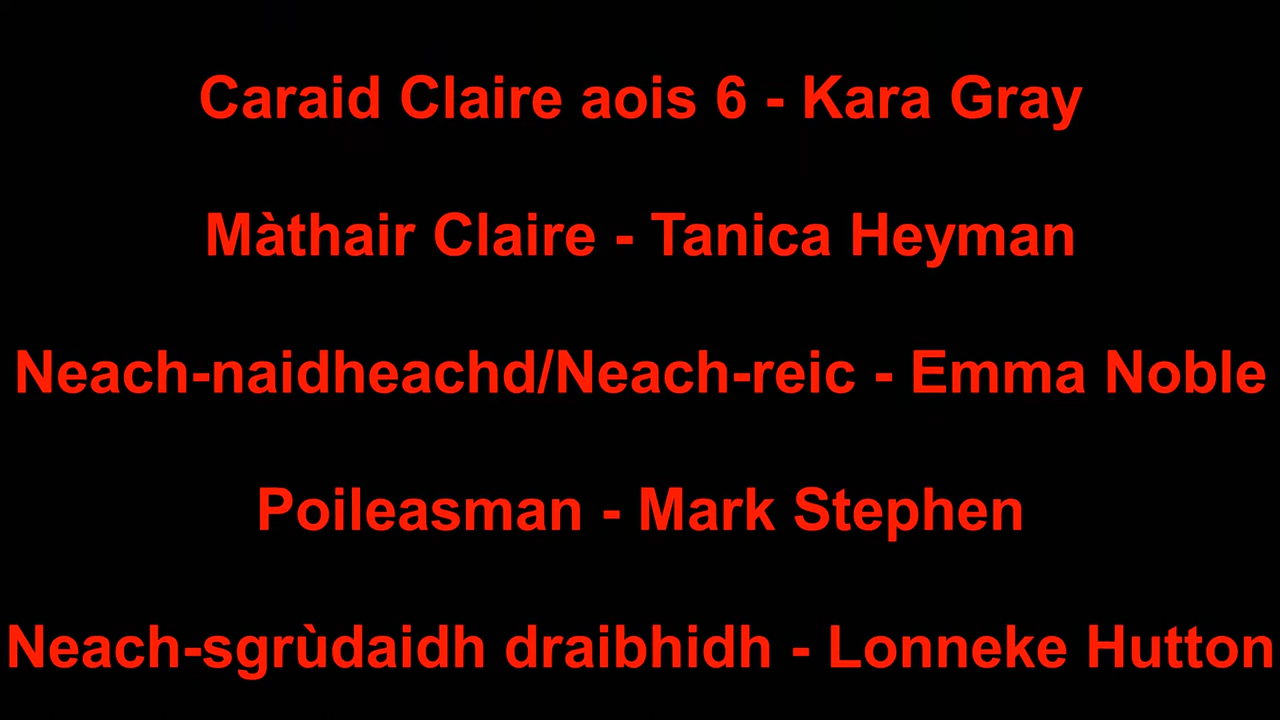 Caraid Claire aois 6 - Kara Gray
Màthair Claire - Tanica Heyman
Neach-naidheachd/Neach-reic - Emma Noble
Poileasman - Mark Stephen
Neach-sgrùdaidh draibhidh - Lonneke Hutton